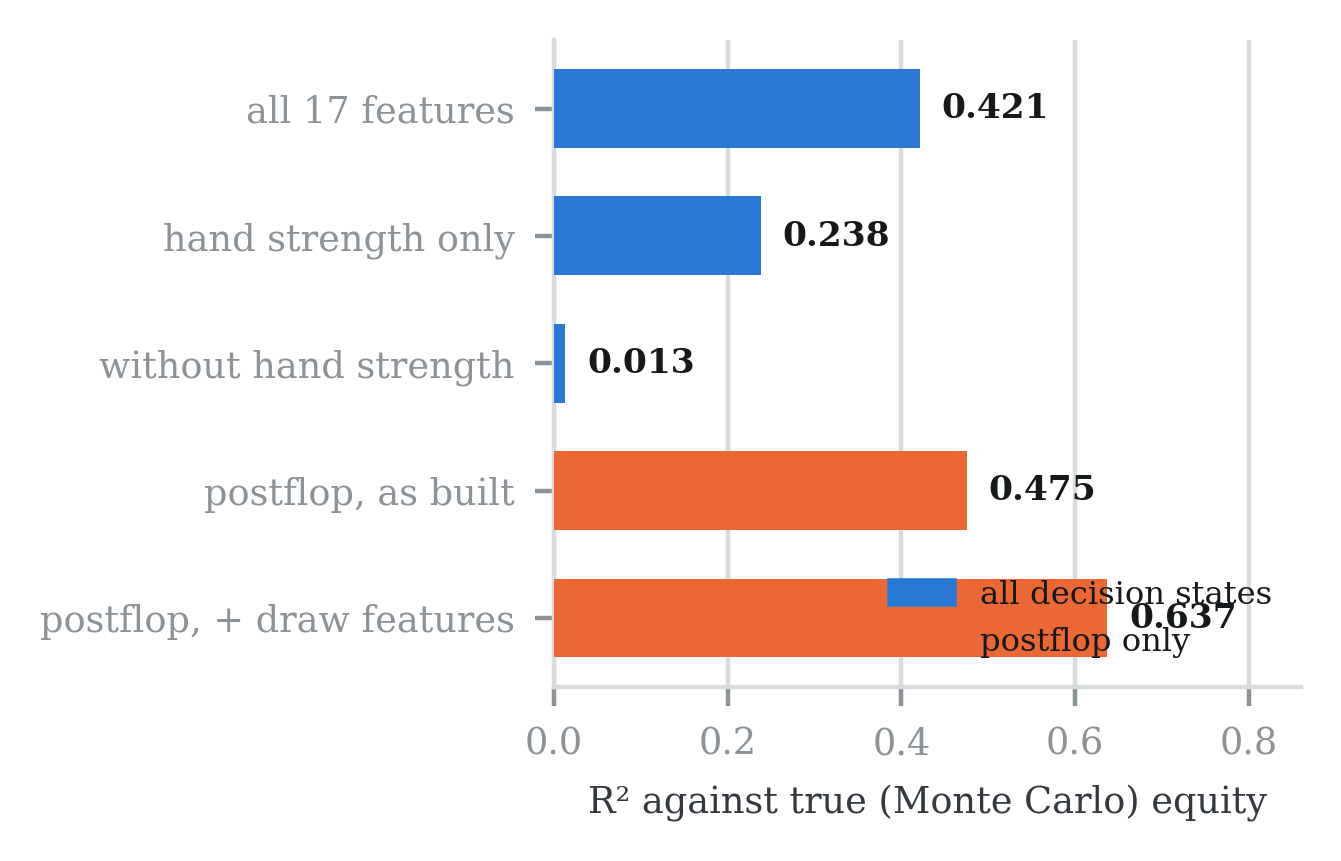 all 17 features
0.421
hand strength only
0.238
without hand strength
0.013
postflop, as built
0.475
postflop, + draw features
0.637
all decision states
postflop only
0.0 0.2 0.4 0.6 0.8
R² against true (Monte Carlo) equity